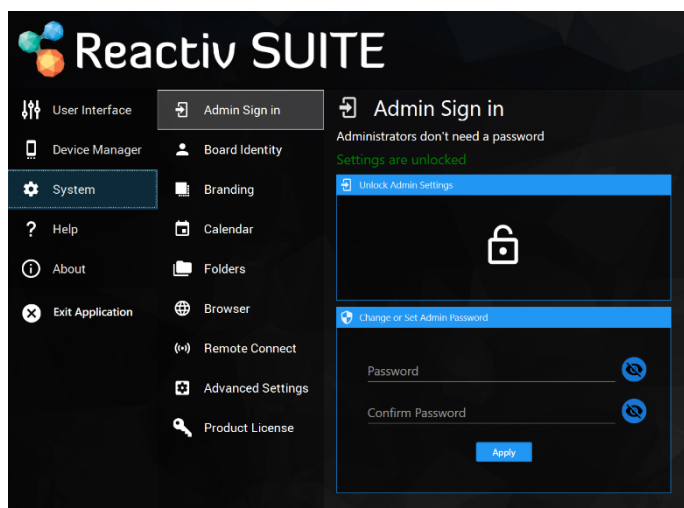 Reactiv SUITE
User Interface
Device Manager
System
? Help
About
Exit Application
Admin Sign in
Board Identity
Branding
Calendar
Folders
Browser
Remote Connect
Advanced Settings
Product License
Admin Sign in
Administrators don't need a password
Settings are unlocked
Unlock Admin Settings
Change or Set Admin Password
Password
Confirm Password
Apply